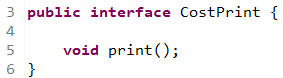 3 public interface CostPrint {
4
5     void print();
6 }